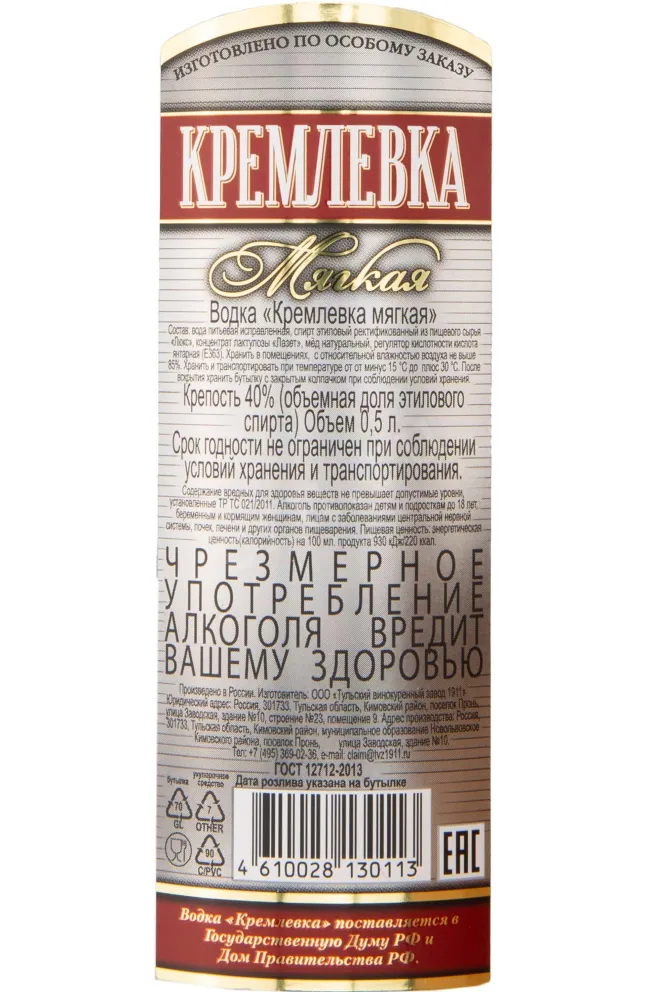 ИЗГОТОВЛЕНО ПО ОСОБОМУ ЗАКАЗУ
КРЕМЛЕВКА
Мягкая
Водка «Кремлевка мягкая»
Состав: вода питьевая исправленная, спирт этиловый ректификованный из пищевого сырья
«Люкс», концентрат лактулозы «Лазет», мёд натуральный, регулятор кислотности кислота
янтарная (Е363). Хранить в помещениях, с относительной влажностью воздуха не выше
85%. Хранить и транспортировать при температуре от от минус 15 °С до плюс 30 °С. После
вскрытия хранить бутылку с закрытым колпачком при соблюдении условий хранения.
Крепость 40% (объемная доля этилового
спирта) Объем 0,5 л.
Срок годности не ограничен при соблюдении
условий хранения и транспортирования.
Содержание вредных для здоровья веществ не превышает допустимые уровни,
установленные ТР ТС 021/2011. Алкоголь противопоказан детям и подросткам до 18 лет,
беременным и кормящим женщинам, лицам с заболеваниями центральной нервной
системы, почек, печени и других органов пищеварения. Пищевая ценность: энергетическая
ценность(калорийность) на 100 мл. продукта 930 кДж/220 ккал.
ЧРЕЗМЕРНОЕ
УПОТРЕБЛЕНИЕ
АЛКОГОЛЯ ВРЕДИТ
ВАШЕМУ ЗДОРОВЬЮ
Произведено в России. Изготовитель: ООО «Тульский винокуренный завод 1911»
Юридический адрес: Россия, 301733, Тульская область, Кимовский район, поселок Пронь,
улица Заводская, здание №10, строение №23, помещение 9. Адрес производства: Россия,
301733, Тульская область, Кимовский район, муниципальное образование Новольвовское
Кимовского района, поселок Пронь, улица Заводская, здание №10.
Тел: +7 (495) 369-02-36, e-mail: claim@tvz1911.ru
ГОСТ 12712-2013
Дата розлива указана на бутылке
бутылка
укупорочное
средство
70
GL
7
OTHER
90
C/PVC
4 610028 130113
EAC
Водка «Кремлевка» поставляется в
Государственную Думу РФ и
Дом Правительства РФ.